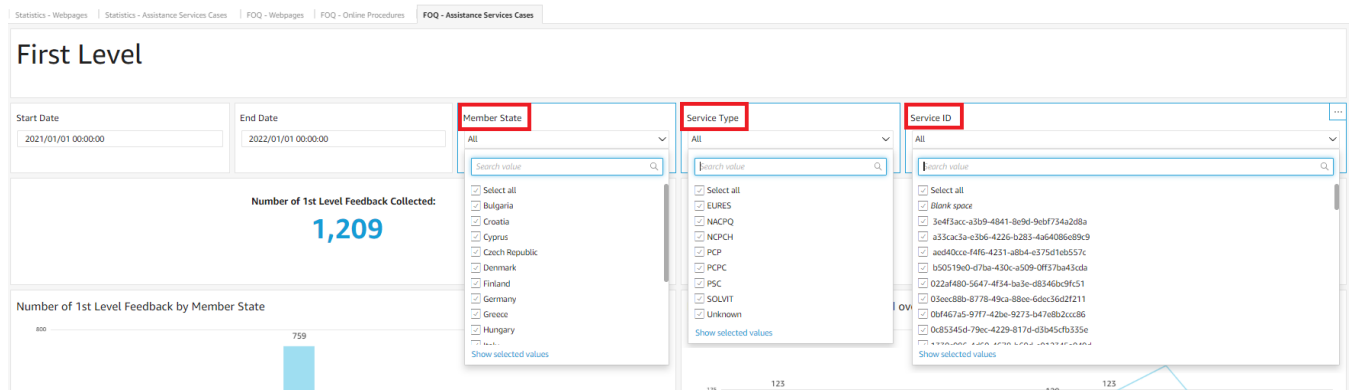 Statistics - Webpages
Statistics - Assistance Services Cases
FOQ - Webpages
FOQ - Online Procedures
FOQ - Assistance Services Cases
First Level
Start Date
2021/01/01 00:00:00
End Date
2022/01/01 00:00:00
Member State
All
Search value
Select all
Bulgaria
Croatia
Cyprus
Czech Republic
Denmark
Finland
Germany
Greece
Hungary
Show selected values
Service Type
All
Search value
Select all
EURES
NACPQ
NCPCH
PCP
PCPC
PSC
SOLVIT
Unknown
Show selected values
Service ID
All
Search value
Select all
Blank space
3e4f3acc-a3b9-4841-8e9d-9ebf734a2d8a
a33cac3a-e3b6-4226-b283-4a64086e89c9
aed40cce-f4f6-4231-a8b4-e375d1eb557c
b50519e0-d7ba-430c-a509-0ff37ba43cda
022af480-5647-4f34-ba3e-d8346bc9fc51
03eec88b-8778-49ca-88ee-6dec36d2f211
0bf467a5-97f7-42be-9273-b47e8b2ccc86
0c85345d-79ec-4229-817d-d3b45cfb335e
Show selected values
Number of 1st Level Feedback Collected:
1,209
Number of 1st Level Feedback by Member State
800
759
123
123